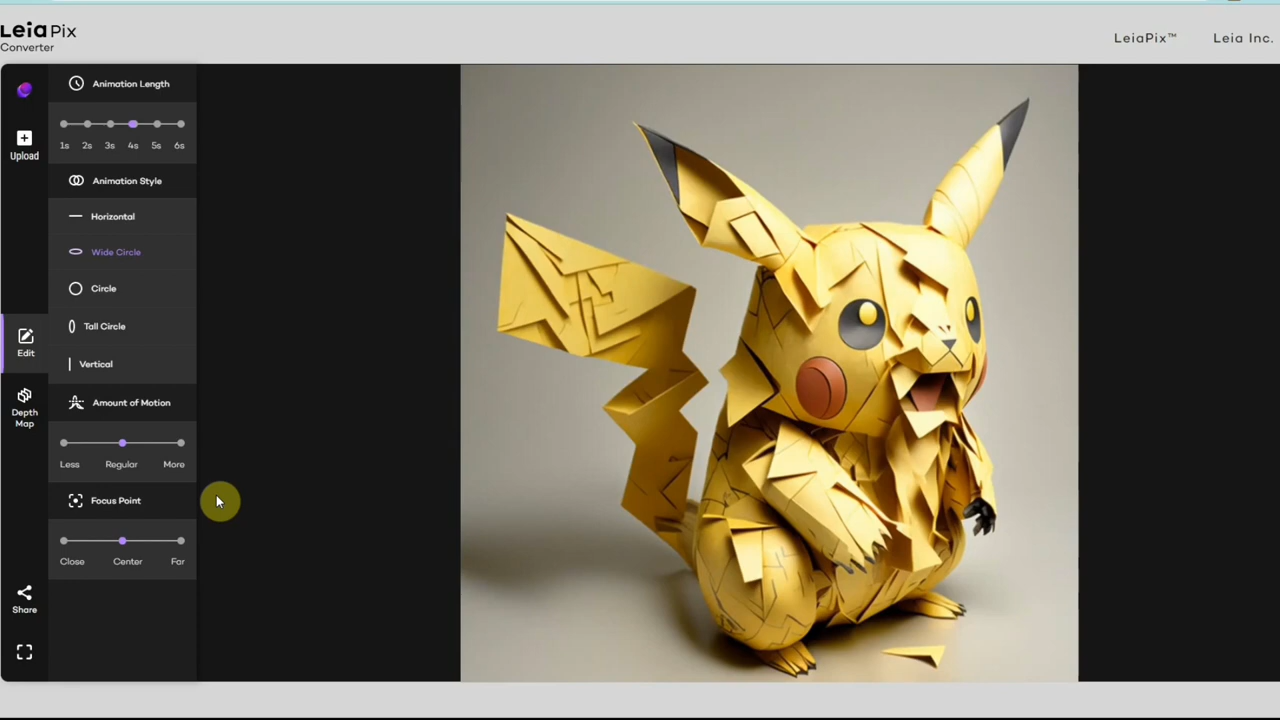 Leia Pix
Converter
LeiaPix™
Leia Inc.
Upload
Edit
Depth
Map
Share
Animation Length
1s 2s 3s 4s 5s 6s
Animation Style
Horizontal
Wide Circle
Circle
Tall Circle
Vertical
Amount of Motion
Less Regular More
Focus Point
Close Center Far